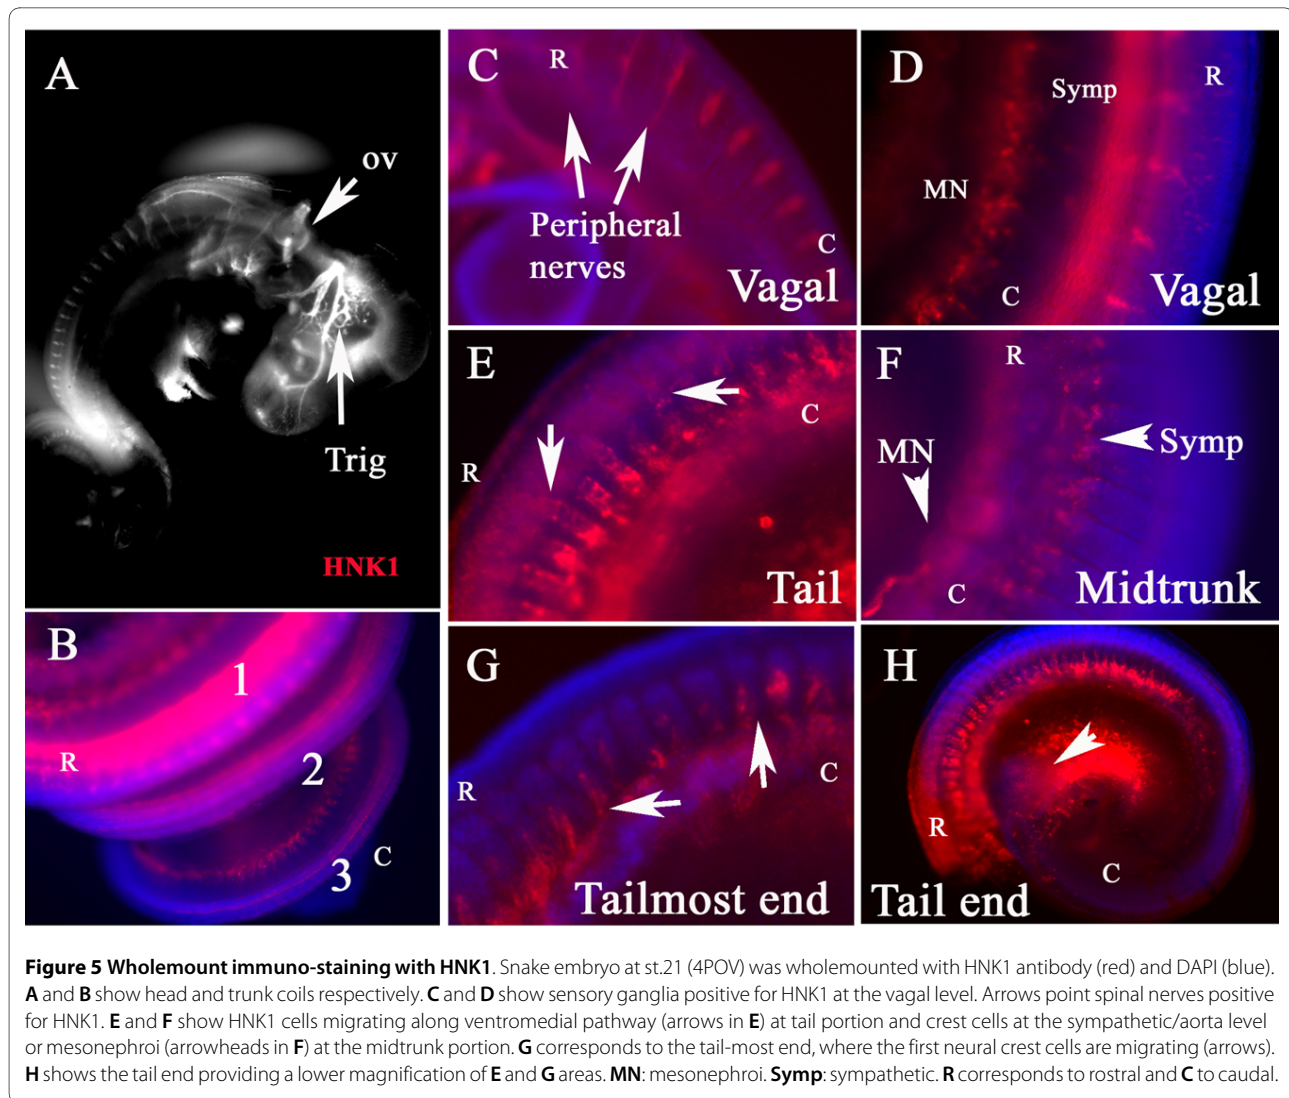 A
ov
Trig
HNK1
B
1
2
3
R
C
C
R
Peripheral
nerves
C
Vagal
D
Symp
R
MN
C
Vagal
E
R
C
Tail
F
R
MN
Symp
C
Midtrunk
G
R
C
Tailmost end
H
R
C
Tail end
Figure 5 Wholemount immuno-staining with HNK1. Snake embryo at st.21 (4POV) was wholemounted with HNK1 antibody (red) and DAPI (blue).
A and B show head and trunk coils respectively. C and D show sensory ganglia positive for HNK1 at the vagal level. Arrows point spinal nerves positive
for HNK1. E and F show HNK1 cells migrating along ventromedial pathway (arrows in E) at tail portion and crest cells at the sympathetic/aorta level
or mesonephroi (arrowheads in F) at the midtrunk portion. G corresponds to the tail-most end, where the first neural crest cells are migrating (arrows).
H shows the tail end providing a lower magnification of E and G areas. MN: mesonephroi. Symp: sympathetic. R corresponds to rostral and C to caudal.